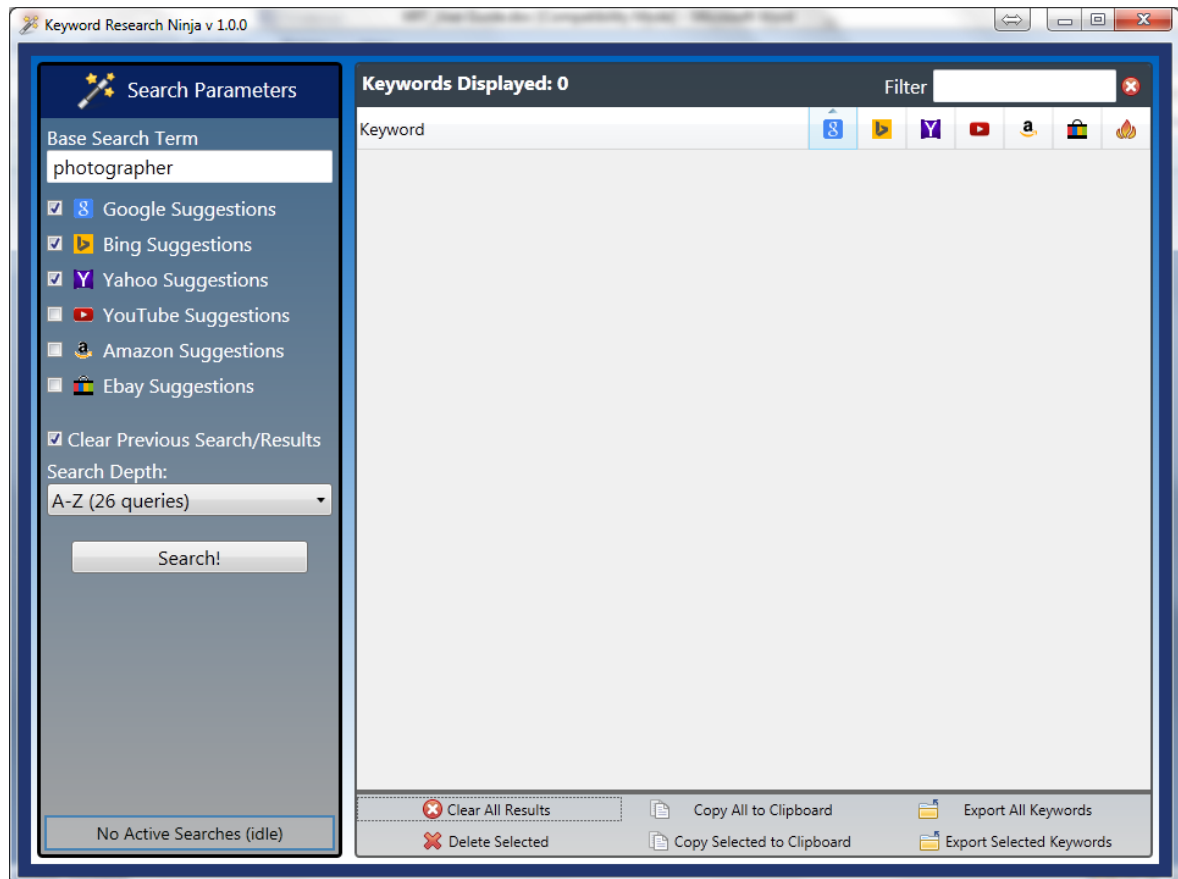 Keyword Research Ninja v 1.0.0
Search Parameters
Base Search Term
photographer
Google Suggestions
Bing Suggestions
Yahoo Suggestions
YouTube Suggestions
Amazon Suggestions
Ebay Suggestions
Clear Previous Search/Results
Search Depth:
A-Z (26 queries)
Search!
No Active Searches (idle)
Keywords Displayed: 0
Filter
Keyword
Clear All Results
Copy All to Clipboard
Export All Keywords
Delete Selected
Copy Selected to Clipboard
Export Selected Keywords